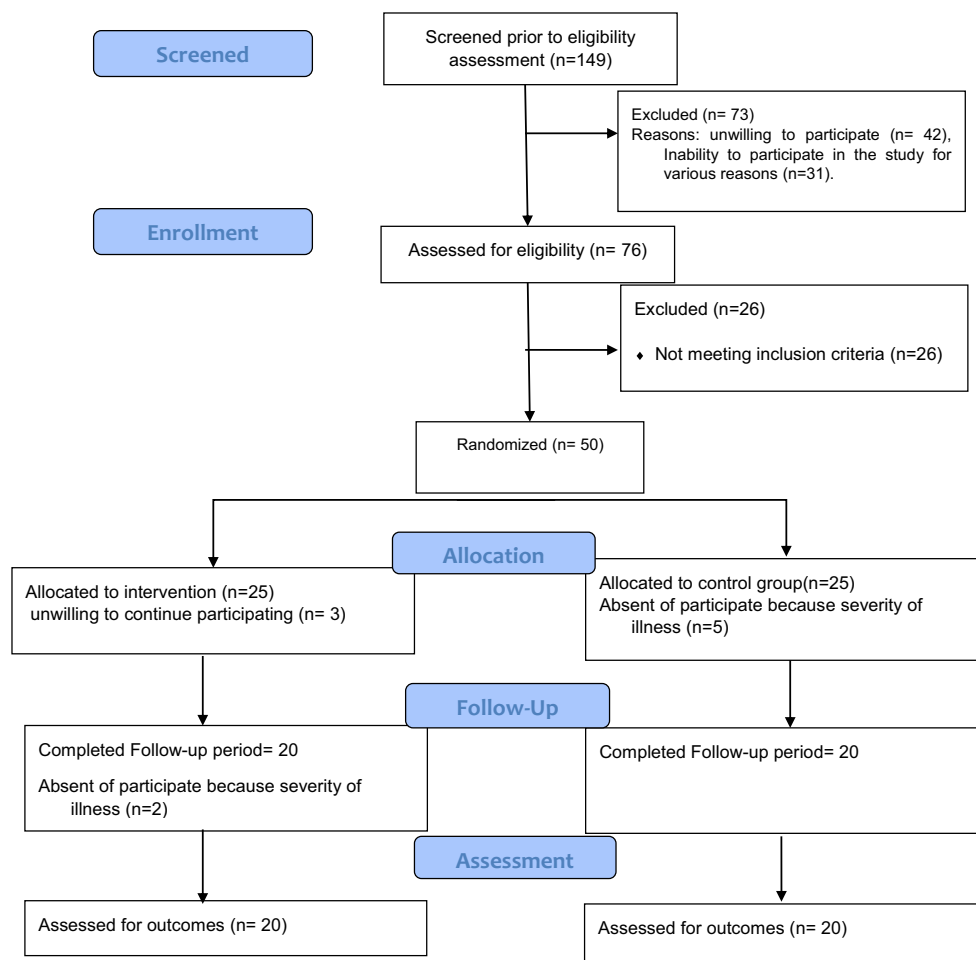 Screened
Screened prior to eligibility
assessment (n=149)
Excluded (n= 73)
Reasons: unwilling to participate (n= 42),
Inability to participate in the study for
various reasons (n=31).
Enrollment
Assessed for eligibility (n= 76)
Excluded (n=26)
♦ Not meeting inclusion criteria (n=26)
Randomized (n= 50)
Allocation
Allocated to intervention (n=25)
unwilling to continue participating (n= 3)
Allocated to control group(n=25)
Absent of participate because severity of
illness (n=5)
Follow-Up
Completed Follow-up period= 20
Absent of participate because severity of
illness (n=2)
Completed Follow-up period= 20
Assessment
Assessed for outcomes (n= 20)
Assessed for outcomes (n= 20)